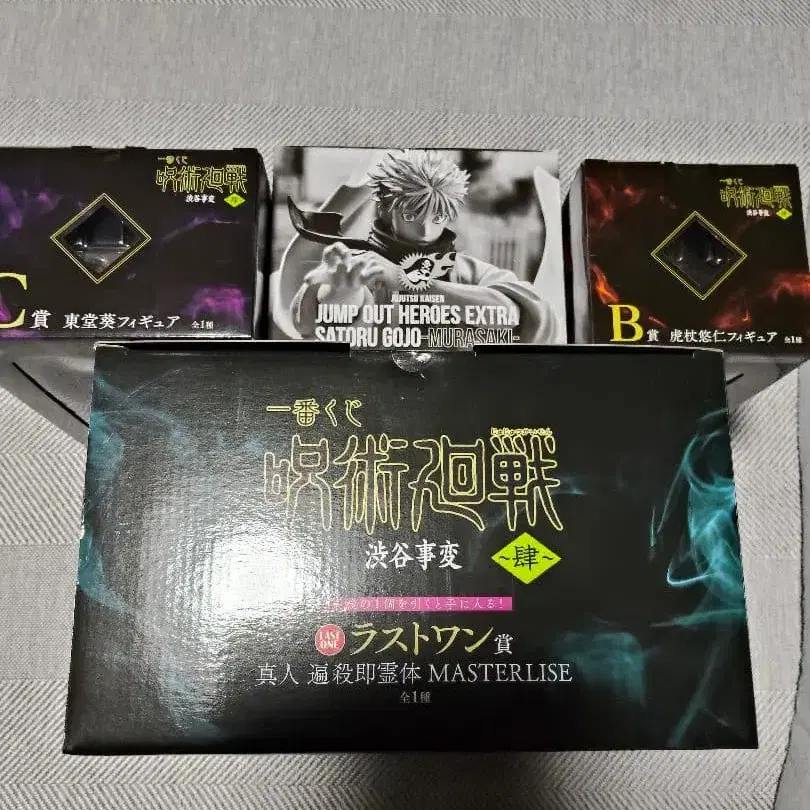 一番くじ
呪術廻戦
渋谷事変
肆
C賞 東堂葵フィギュア 全1種
JUJUTSU KAISEN
JUMP OUT HEROES EXTRA
SATORU GOJO-MURASAKI-
一番くじ
呪術廻戦
渋谷事変
B賞 虎杖悠仁フィギュア 全1種
一番くじ
じゅじゅつかいせん
呪術廻戦
渋谷事変 ~肆~
の1個を引くと手に入る!
LAST ONE ラストワン賞
真人 遍殺即霊体 MASTERLISE
全1種